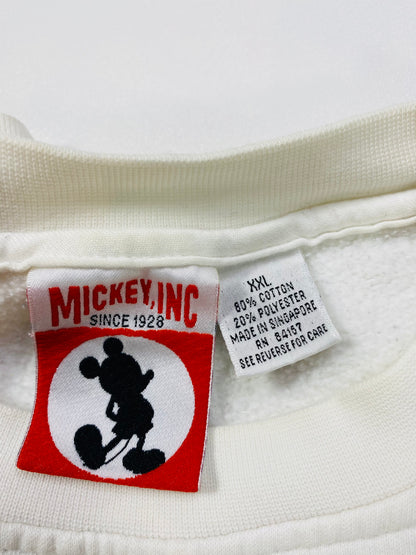 MICKEY, INC
SINCE 1928
XXL
80% COTTON
20% POLYESTER
MADE IN SINGAPORE
RN 84167
SEE REVERSE FOR CARE